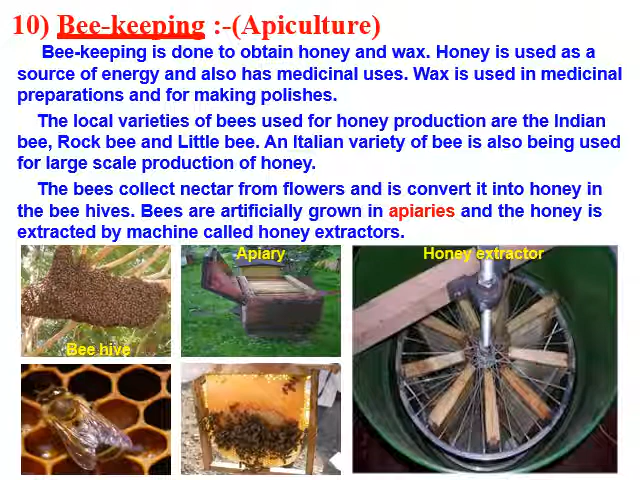 10) Bee-keeping :-(Apiculture)
Bee-keeping is done to obtain honey and wax. Honey is used as a
source of energy and also has medicinal uses. Wax is used in medicinal
preparations and for making polishes.
The local varieties of bees used for honey production are the Indian
bee, Rock bee and Little bee. An Italian variety of bee is also being used
for large scale production of honey.
The bees collect nectar from flowers and is convert it into honey in
the bee hives. Bees are artificially grown in apiaries and the honey is
extracted by machine called honey extractors.
Apiary
Honey extractor
Bee hive